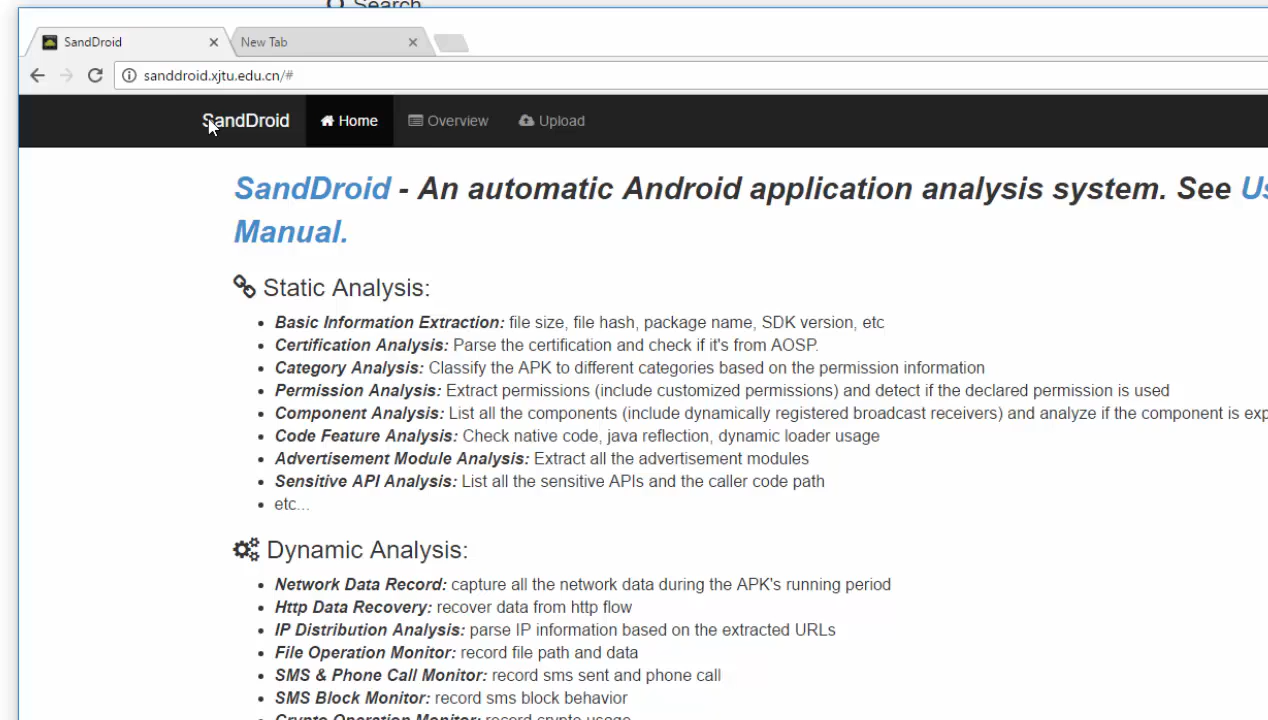 Search
SandDroid
New Tab
sanddroid.xjtu.edu.cn/#
SandDroid Home Overview Upload
SandDroid - An automatic Android application analysis system. See Us
Manual.
Static Analysis:
• Basic Information Extraction: file size, file hash, package name, SDK version, etc
• Certification Analysis: Parse the certification and check if it's from AOSP.
• Category Analysis: Classify the APK to different categories based on the permission information
• Permission Analysis: Extract permissions (include customized permissions) and detect if the declared permission is used
• Component Analysis: List all the components (include dynamically registered broadcast receivers) and analyze if the component is exp
• Code Feature Analysis: Check native code, java reflection, dynamic loader usage
• Advertisement Module Analysis: Extract all the advertisement modules
• Sensitive API Analysis: List all the sensitive APIs and the caller code path
• etc...
Dynamic Analysis:
• Network Data Record: capture all the network data during the APK's running period
• Http Data Recovery: recover data from http flow
• IP Distribution Analysis: parse IP information based on the extracted URLs
• File Operation Monitor: record file path and data
• SMS & Phone Call Monitor: record sms sent and phone call
• SMS Block Monitor: record sms block behavior
• Crypto Operation Monitor: record crypto usage